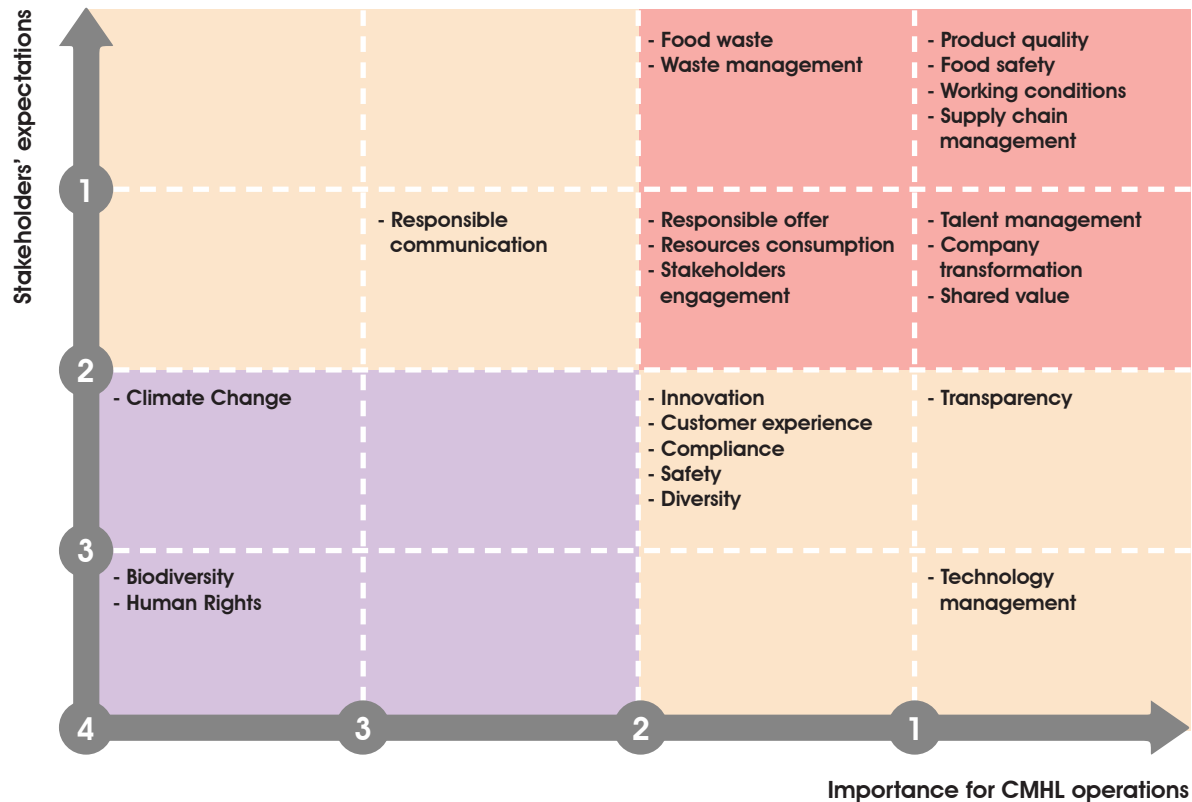 Stakeholders' expectations
- Food waste
- Waste management
- Product quality
- Food safety
- Working conditions
- Supply chain
management
1
- Responsible
communication
- Responsible offer
- Resources consumption
- Stakeholders
engagement
- Talent management
- Company
transformation
- Shared value
2
- Climate Change
- Innovation
- Customer experience
- Compliance
- Safety
- Diversity
- Transparency
3
- Biodiversity
- Human Rights
- Technology
management
4
3
2
1
Importance for CMHL operations